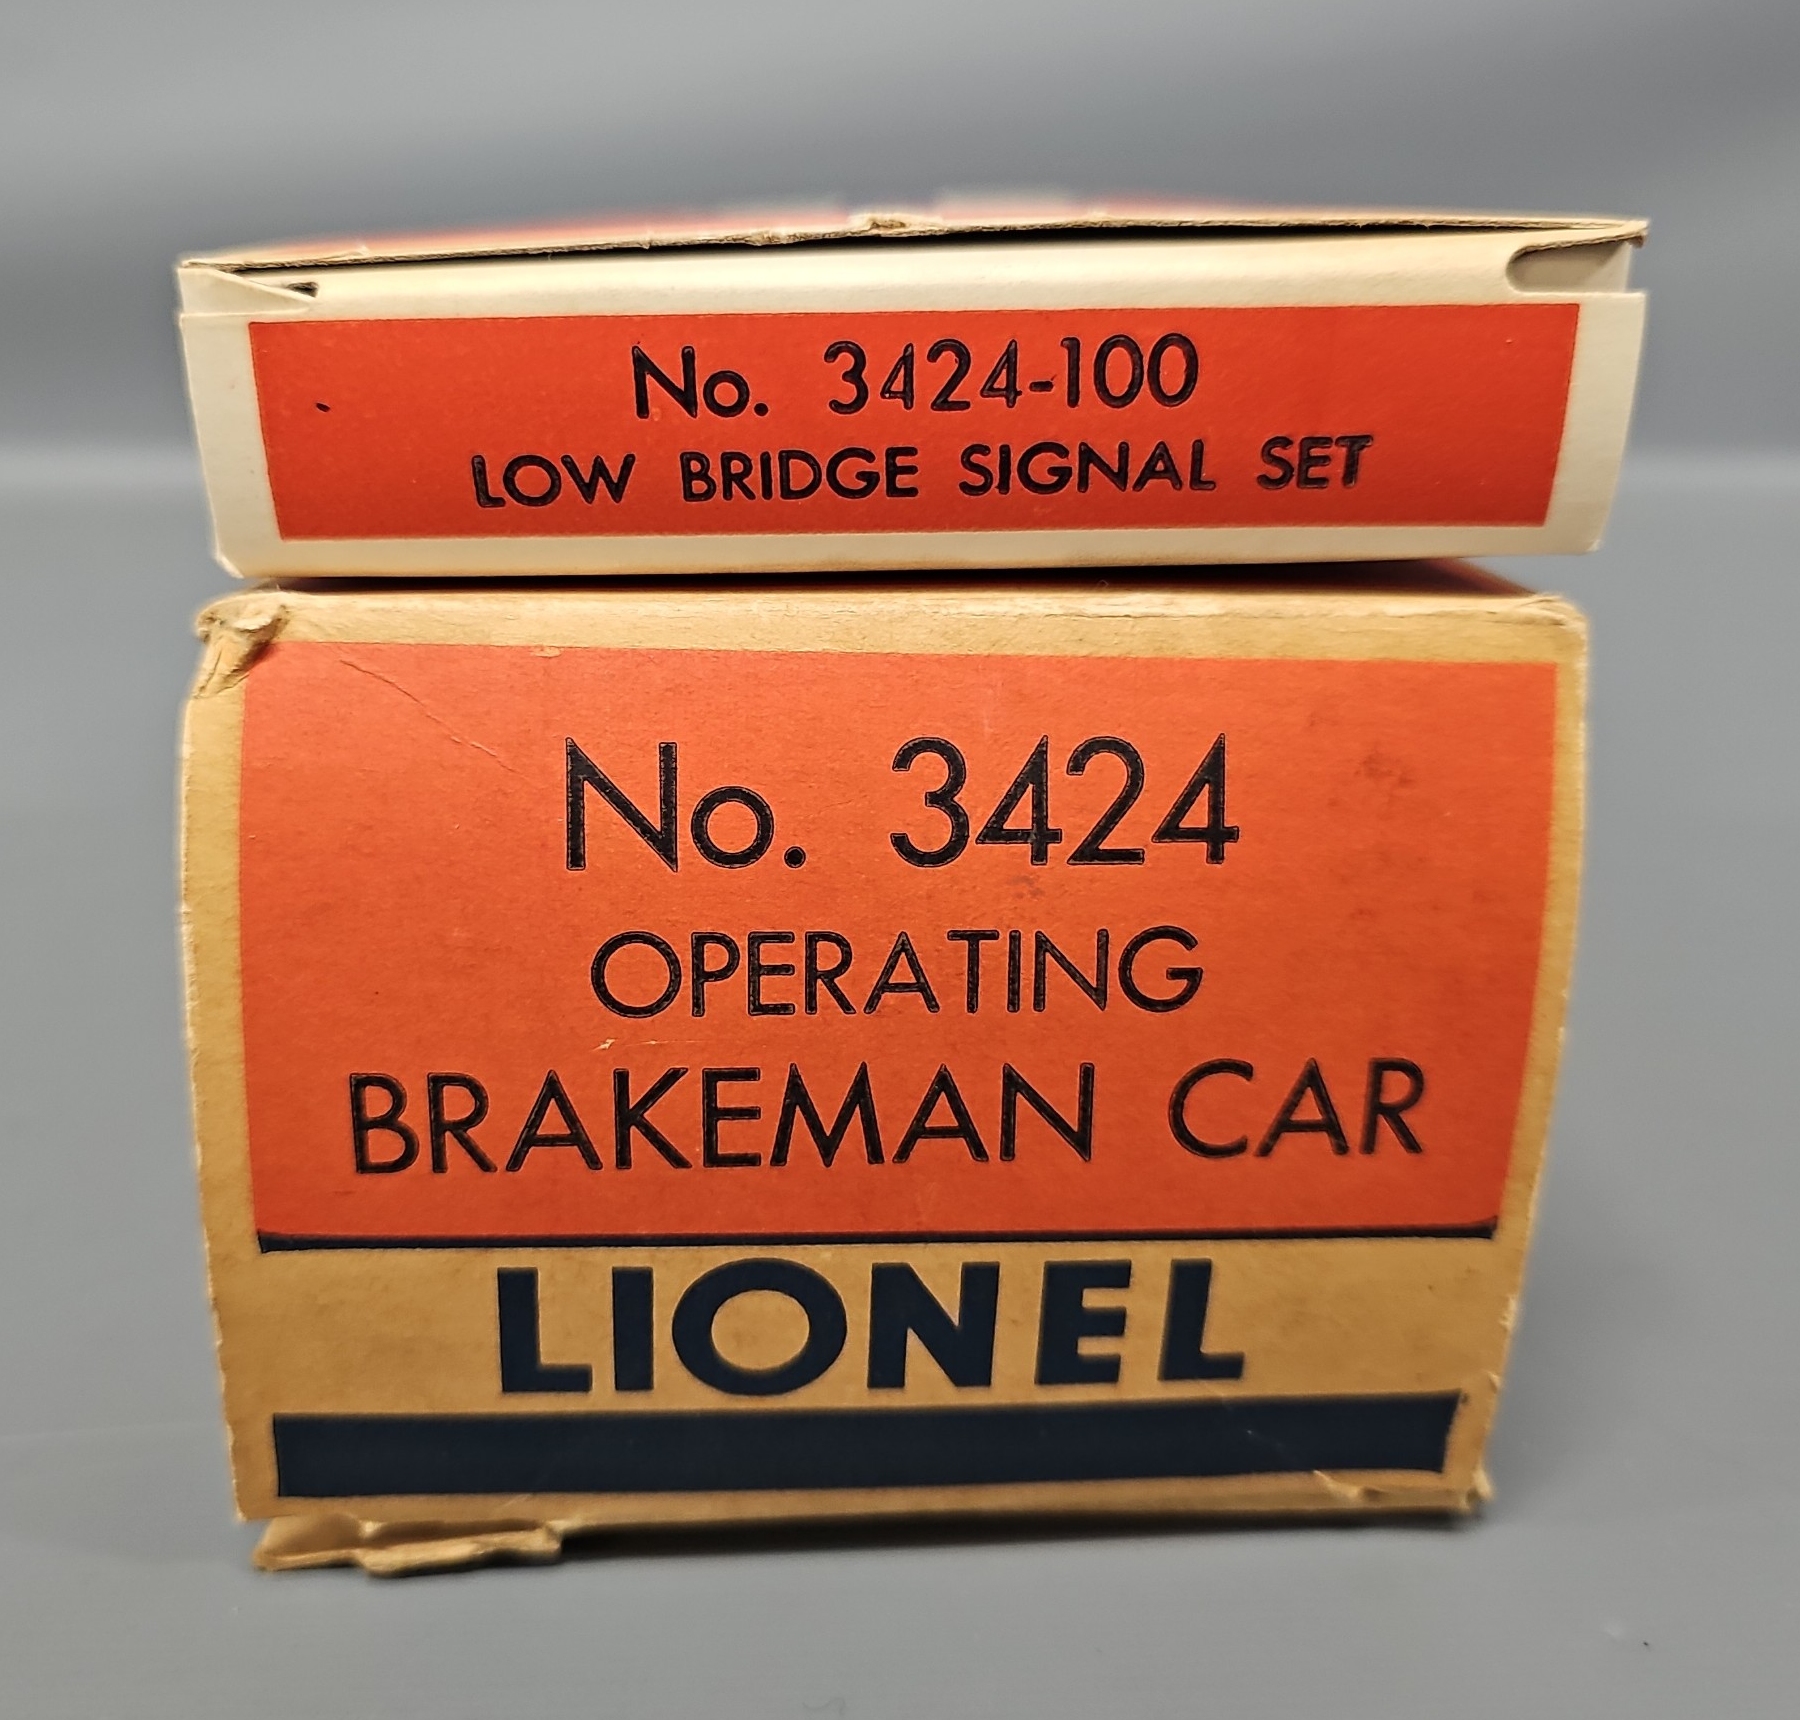 No. 3424-100
LOW BRIDGE SIGNAL SET
No. 3424
OPERATING
BRAKEMAN CAR
LIONEL